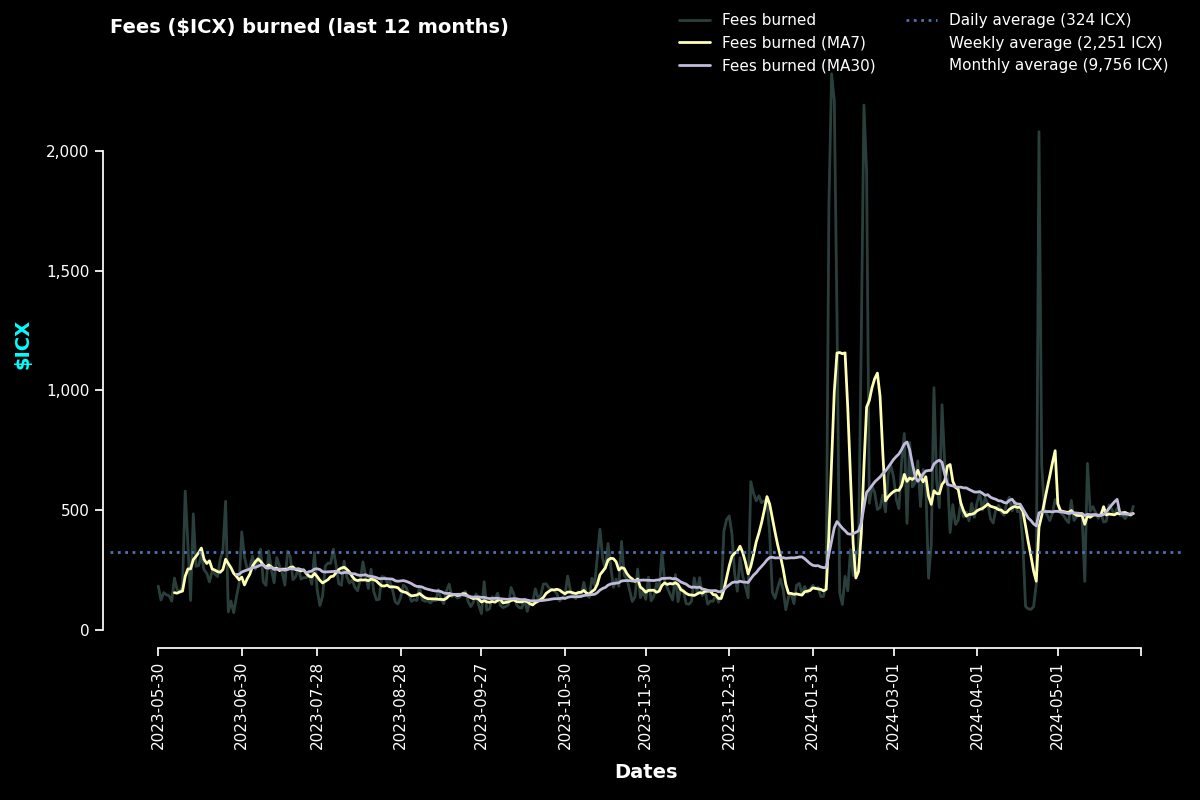 Fees ($ICX) burned (last 12 months)
Fees burned
Fees burned (MA7)
Fees burned (MA30)
Daily average (324 ICX)
Weekly average (2,251 ICX)
Monthly average (9,756 ICX)
$ICX
2,000
1,500
1,000
500
0
2023-05-30
2023-06-30
2023-07-28
2023-08-28
2023-09-27
2023-10-30
2023-11-30
2023-12-31
2024-01-31
2024-03-01
2024-04-01
2024-05-01
Dates